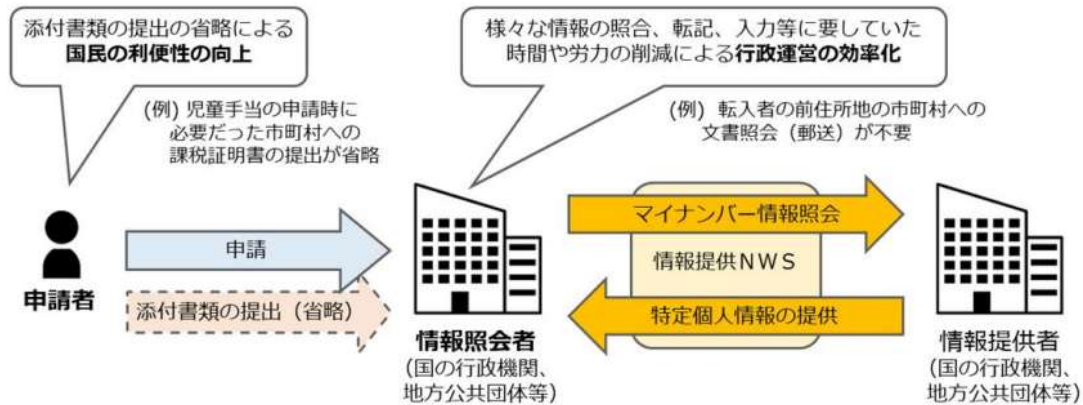 添付書類の提出の省略による
国民の利便性の向上
様々な情報の照合、転記、入力等に要していた
時間や労力の削減による行政運営の効率化
(例) 児童手当の申請時に
必要だった市町村への
課税証明書の提出が省略
(例) 転入者の前住所地の市町村への
文書照会（郵送）が不要
申請者
申請
添付書類の提出（省略）
情報照会者
(国の行政機関、
地方公共団体等)
マイナンバー情報照会
情報提供ＮＷＳ
特定個人情報の提供
情報提供者
(国の行政機関、
地方公共団体等)